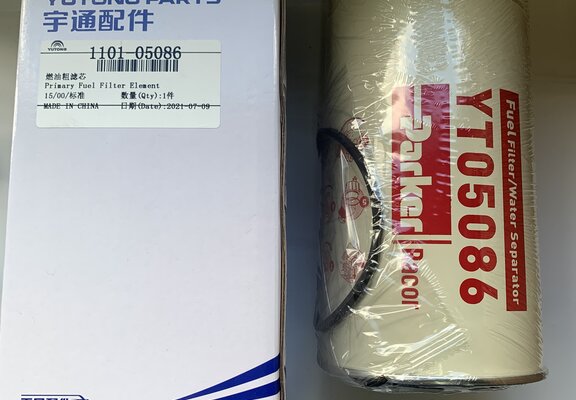 YUTONG PARTS
宇通配件
YUTONG
1101-05086
燃油粗滤芯
Primary Fuel Filter Element
15/00/标准 数量(Qty):1件
MADE IN CHINA 日期(Date):2021-07-09
Fuel Filter/Water Separator
YT05086
Parker
Racor